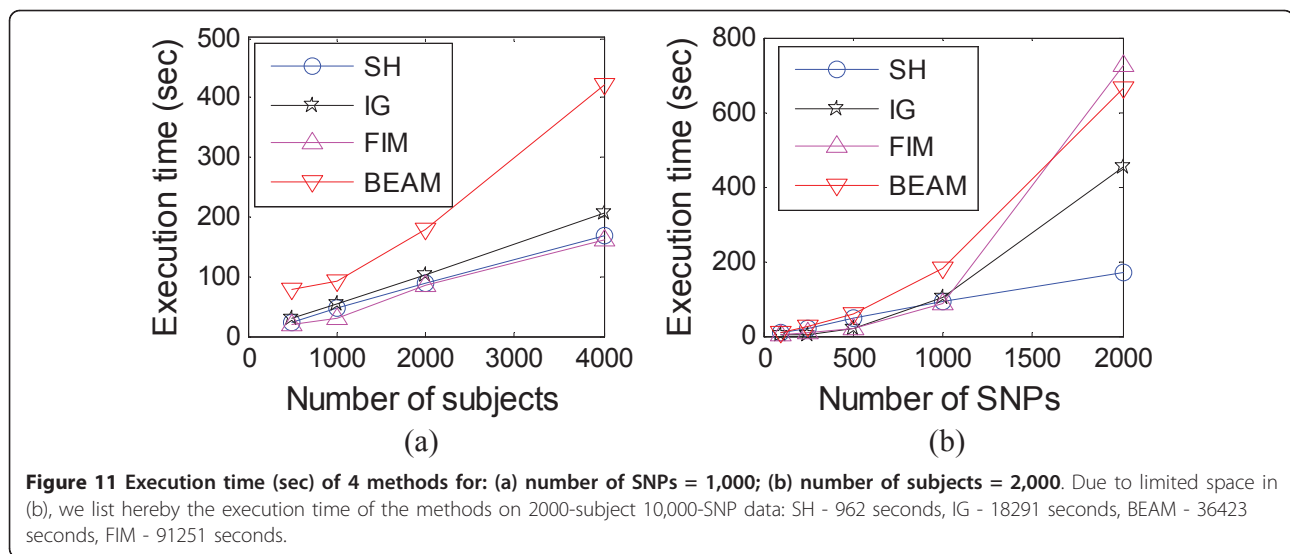 500
400
300
200
100
0
0 1000 2000 3000 4000
Execution time (sec)
Number of subjects
SH
IG
FIM
BEAM
(a)
800
600
400
200
0
0 500 1000 1500 2000
Execution time (sec)
Number of SNPs
SH
IG
FIM
BEAM
(b)
Figure 11 Execution time (sec) of 4 methods for: (a) number of SNPs = 1,000; (b) number of subjects = 2,000. Due to limited space in
(b), we list hereby the execution time of the methods on 2000-subject 10,000-SNP data: SH - 962 seconds, IG - 18291 seconds, BEAM - 36423
seconds, FIM - 91251 seconds.